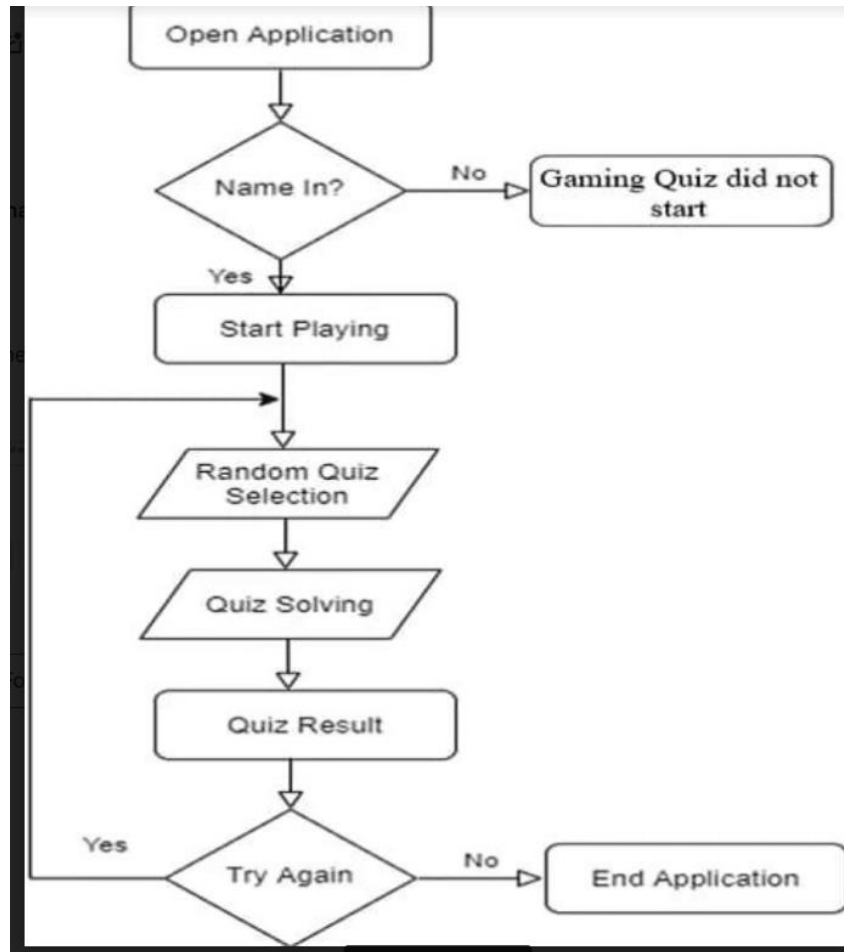 Open Application
Name In?
No
Gaming Quiz did not
start
Yes
Start Playing
Random Quiz
Selection
Quiz Solving
Quiz Result
Yes
Try Again
No
End Application